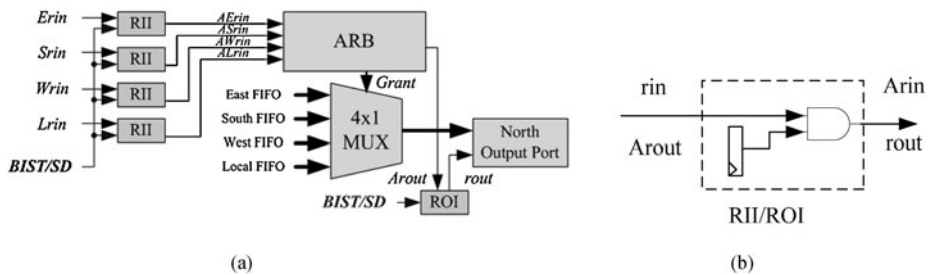 Erin
RII
AErin
Srin
RII
ASrin
Wrin
RII
AWrin
Lrin
RII
ALrin
BIST/SD
ARB
Grant
East FIFO
South FIFO
West FIFO
Local FIFO
4x1
MUX
North
Output Port
Arout
rout
BIST/SD
ROI
(a)
rin
Arout
Arin
rout
RII/ROI
(b)